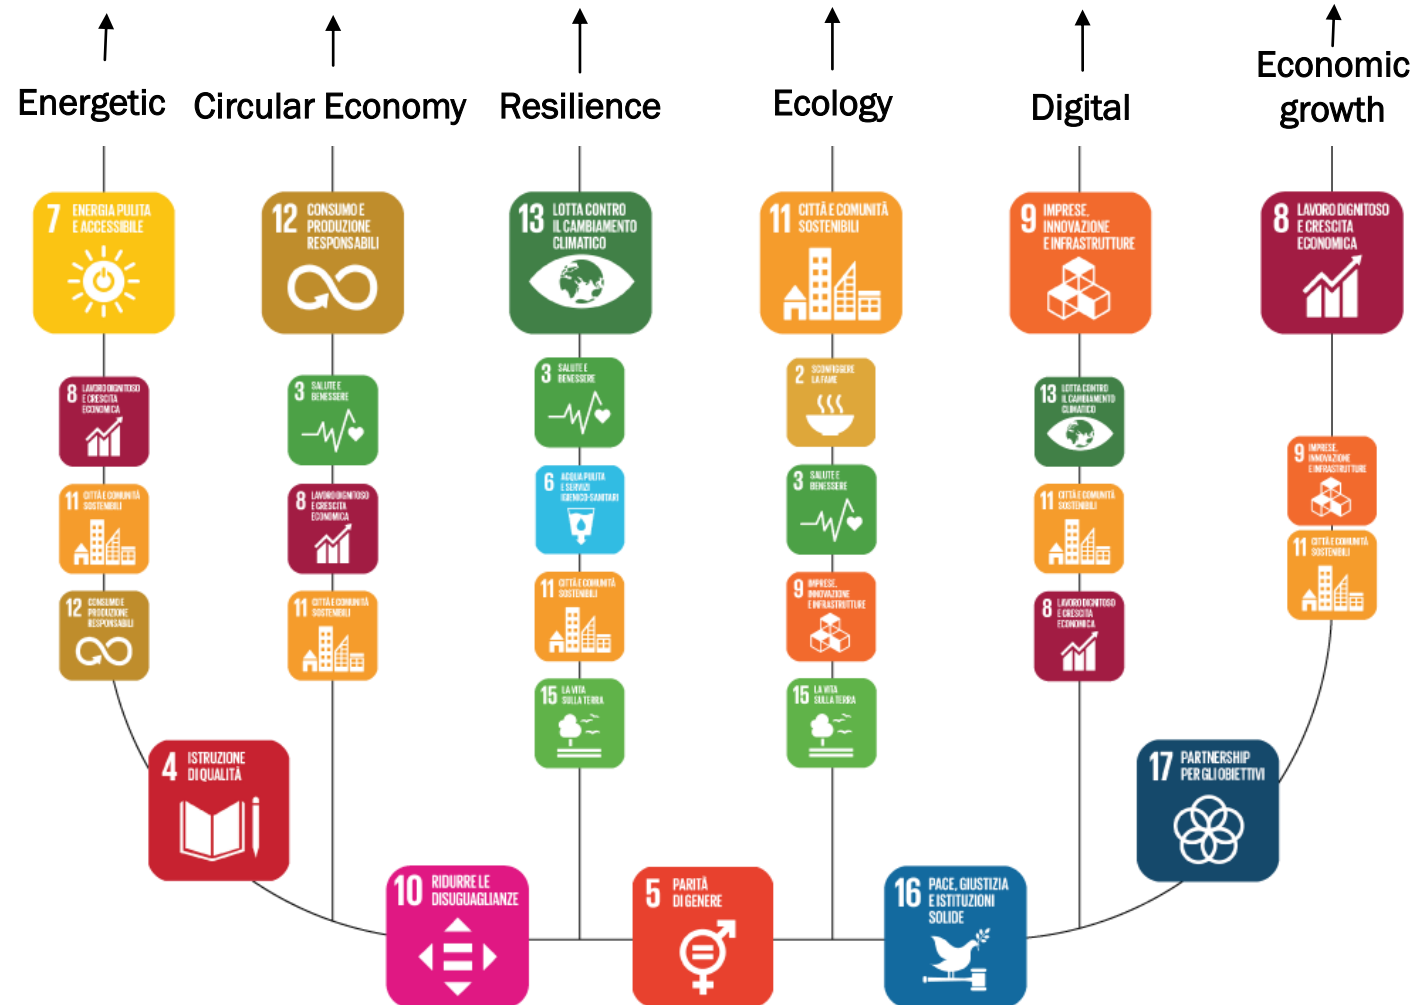 Energetic
Circular Economy
Resilience
Ecology
Digital
Economic
growth
7 ENERGIA PULITA
E ACCESSIBILE
12 CONSUMO E
PRODUZIONE
RESPONSABILI
13 LOTTA CONTRO
IL CAMBIAMENTO
CLIMATICO
11 CITTÀ E COMUNITÀ
SOSTENIBILI
9 IMPRESE,
INNOVAZIONE
E INFRASTRUTTURE
8 LAVORO DIGNITOSO
E CRESCITA
ECONOMICA
8 LAVORO DIGNITOSO
E CRESCITA
ECONOMICA
11 CITTÀ E COMUNITÀ
SOSTENIBILI
12 CONSUMO E
PRODUZIONE
RESPONSABILI
3 SALUTE E
BENESSERE
8 LAVORO DIGNITOSO
E CRESCITA
ECONOMICA
11 CITTÀ E COMUNITÀ
SOSTENIBILI
3 SALUTE E
BENESSERE
6 ACQUA PULITA
E SERVIZI
IGIENICO-SANITARI
11 CITTÀ E COMUNITÀ
SOSTENIBILI
15 LA VITA
SULLA TERRA
2 SCONFIGGERE
LA FAME
3 SALUTE E
BENESSERE
9 IMPRESE,
INNOVAZIONE
E INFRASTRUTTURE
15 LA VITA
SULLA TERRA
13 LOTTA CONTRO
IL CAMBIAMENTO
CLIMATICO
11 CITTÀ E COMUNITÀ
SOSTENIBILI
8 LAVORO DIGNITOSO
E CRESCITA
ECONOMICA
9 IMPRESE,
INNOVAZIONE
E INFRASTRUTTURE
11 CITTÀ E COMUNITÀ
SOSTENIBILI
4 ISTRUZIONE
DI QUALITÀ
10 RIDURRE LE
DISUGUAGLIANZE
5 PARITÀ
DI GENERE
16 PACE, GIUSTIZIA
E ISTITUZIONI
SOLIDE
17 PARTNERSHIP
PER GLI OBIETTIVI